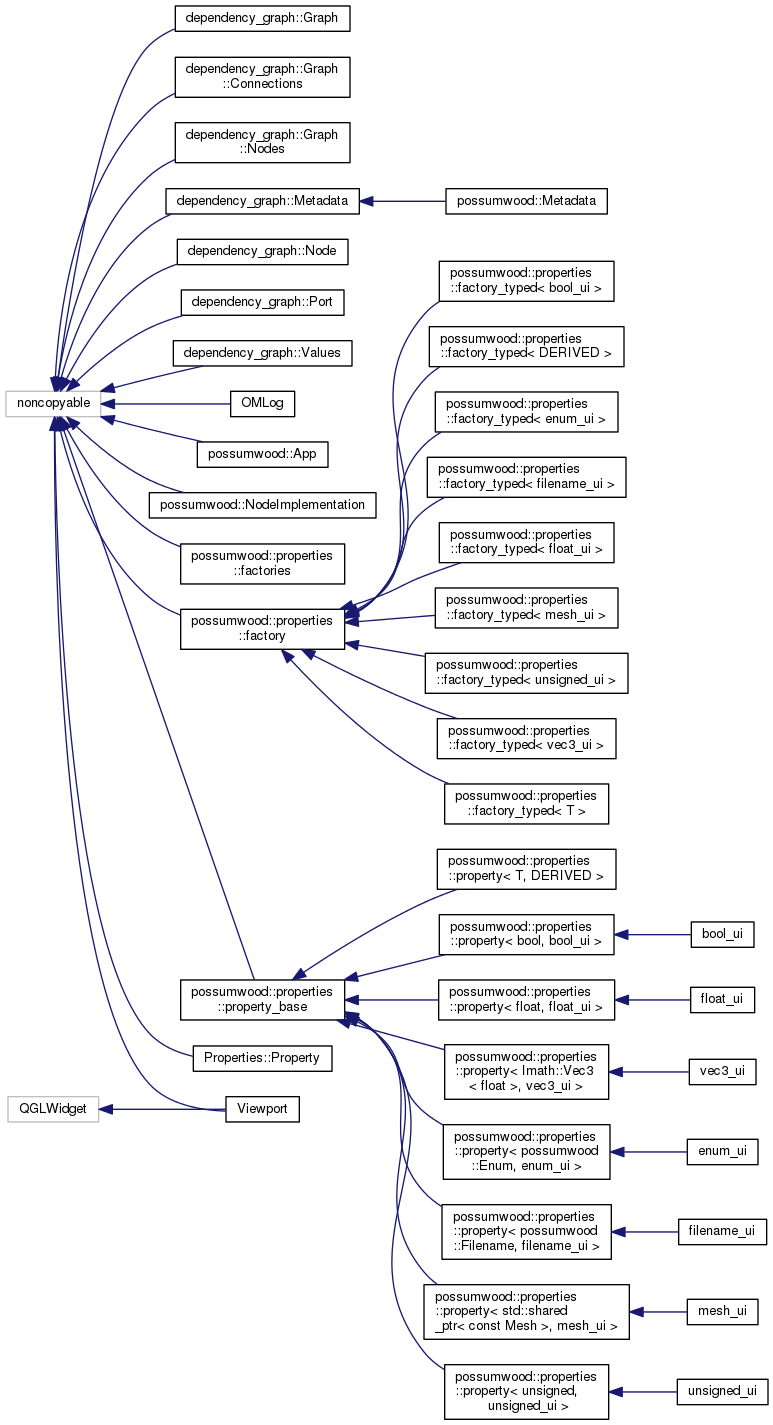 dependency_graph::Graph
dependency_graph::Graph
::Connections
dependency_graph::Graph
::Nodes
dependency_graph::Metadata
possumwood::Metadata
dependency_graph::Node
dependency_graph::Port
dependency_graph::Values
noncopyable
OMLog
possumwood::App
possumwood::NodeImplementation
possumwood::properties
::factories
possumwood::properties
::factory
possumwood::properties
::factory_typed< bool_ui >
possumwood::properties
::factory_typed< DERIVED >
possumwood::properties
::factory_typed< enum_ui >
possumwood::properties
::factory_typed< filename_ui >
possumwood::properties
::factory_typed< float_ui >
possumwood::properties
::factory_typed< mesh_ui >
possumwood::properties
::factory_typed< unsigned_ui >
possumwood::properties
::factory_typed< vec3_ui >
possumwood::properties
::factory_typed< T >
possumwood::properties
::property< T, DERIVED >
possumwood::properties
::property< bool, bool_ui >
bool_ui
possumwood::properties
::property_base
possumwood::properties
::property< float, float_ui >
float_ui
Properties::Property
possumwood::properties
::property< Imath::Vec3
< float >, vec3_ui >
vec3_ui
QGLWidget
Viewport
possumwood::properties
::property< possumwood
::Enum, enum_ui >
enum_ui
possumwood::properties
::property< possumwood
::Filename, filename_ui >
filename_ui
possumwood::properties
::property< std::shared
_ptr< const Mesh >, mesh_ui >
mesh_ui
possumwood::properties
::property< unsigned,
unsigned_ui >
unsigned_ui